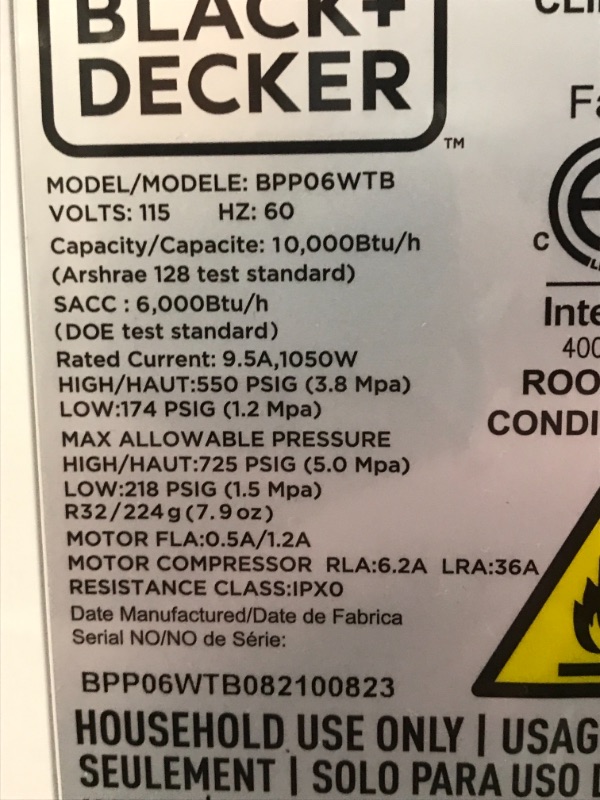 BLACK+
DECKER
TM
MODEL/MODELE: BPP06WTB
VOLTS: 115 HZ: 60
Capacity/Capacite: 10,000Btu/h
(Arshrae 128 test standard)
SACC : 6,000Btu/h
(DOE test standard)
Rated Current: 9.5A,1050W
HIGH/HAUT:550 PSIG (3.8 Mpa)
LOW:174 PSIG (1.2 Mpa)
MAX ALLOWABLE PRESSURE
HIGH/HAUT:725 PSIG (5.0 Mpa)
LOW:218 PSIG (1.5 Mpa)
R32/224g(7.9oz)
MOTOR FLA:0.5A/1.2A
MOTOR COMPRESSOR RLA:6.2A LRA:36A
RESISTANCE CLASS:IPX0
Date Manufactured/Date de Fabrica
Serial NO/NO de Série:
BPP06WTB082100823
HOUSEHOLD USE ONLY | USAG
SEULEMENT | SOLO PARA USO
C
Inte
400
ROO
CONDI